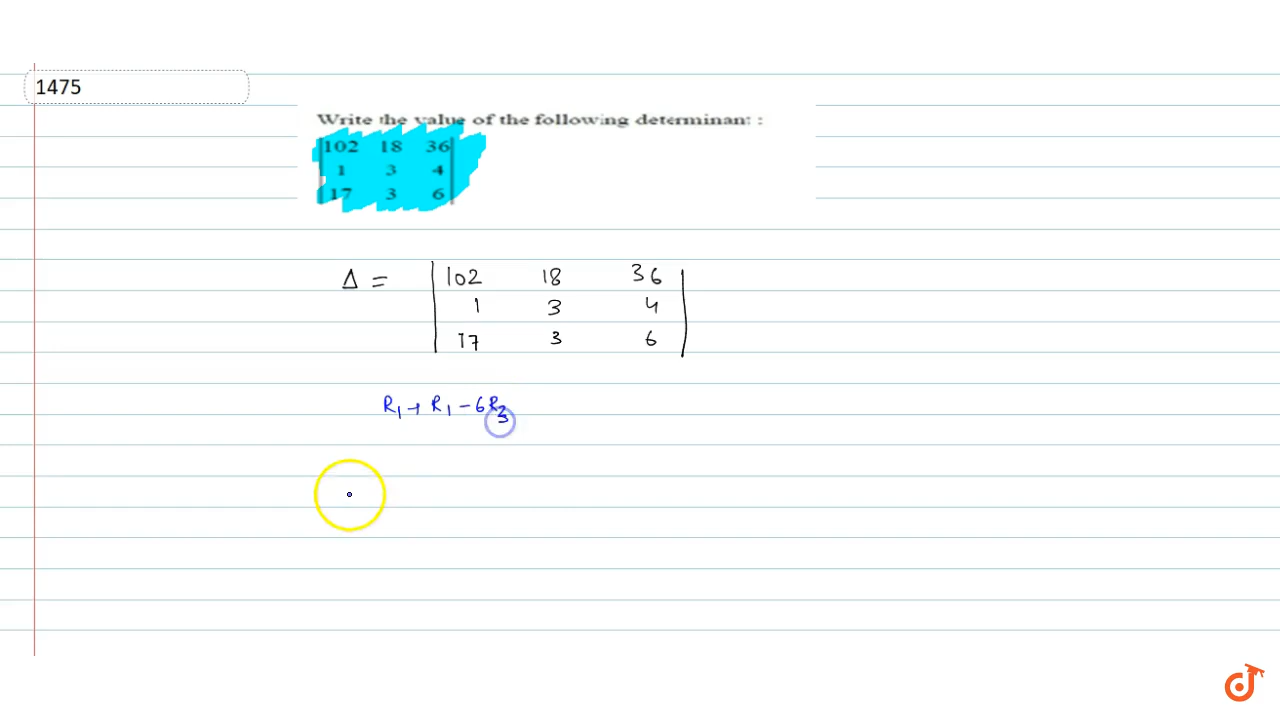 1475
Write the value of the following determinant :
102 18 36
1 3 4
17 3 6
Δ = | 102 18 36 |
1 3 4
17 3 6
R₁ → R₁ - 6R₃